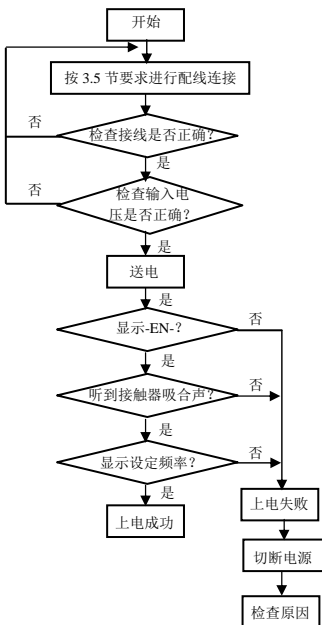 开始
按 3.5 节要求进行配线连接
否
检查接线是否正确?
是
否
检查输入电
压是否正确?
是
送电
是
显示-EN-?
否
是
听到接触器吸合声?
否
是
显示设定频率?
否
是
上电成功
上电失败
切断电源
检查原因